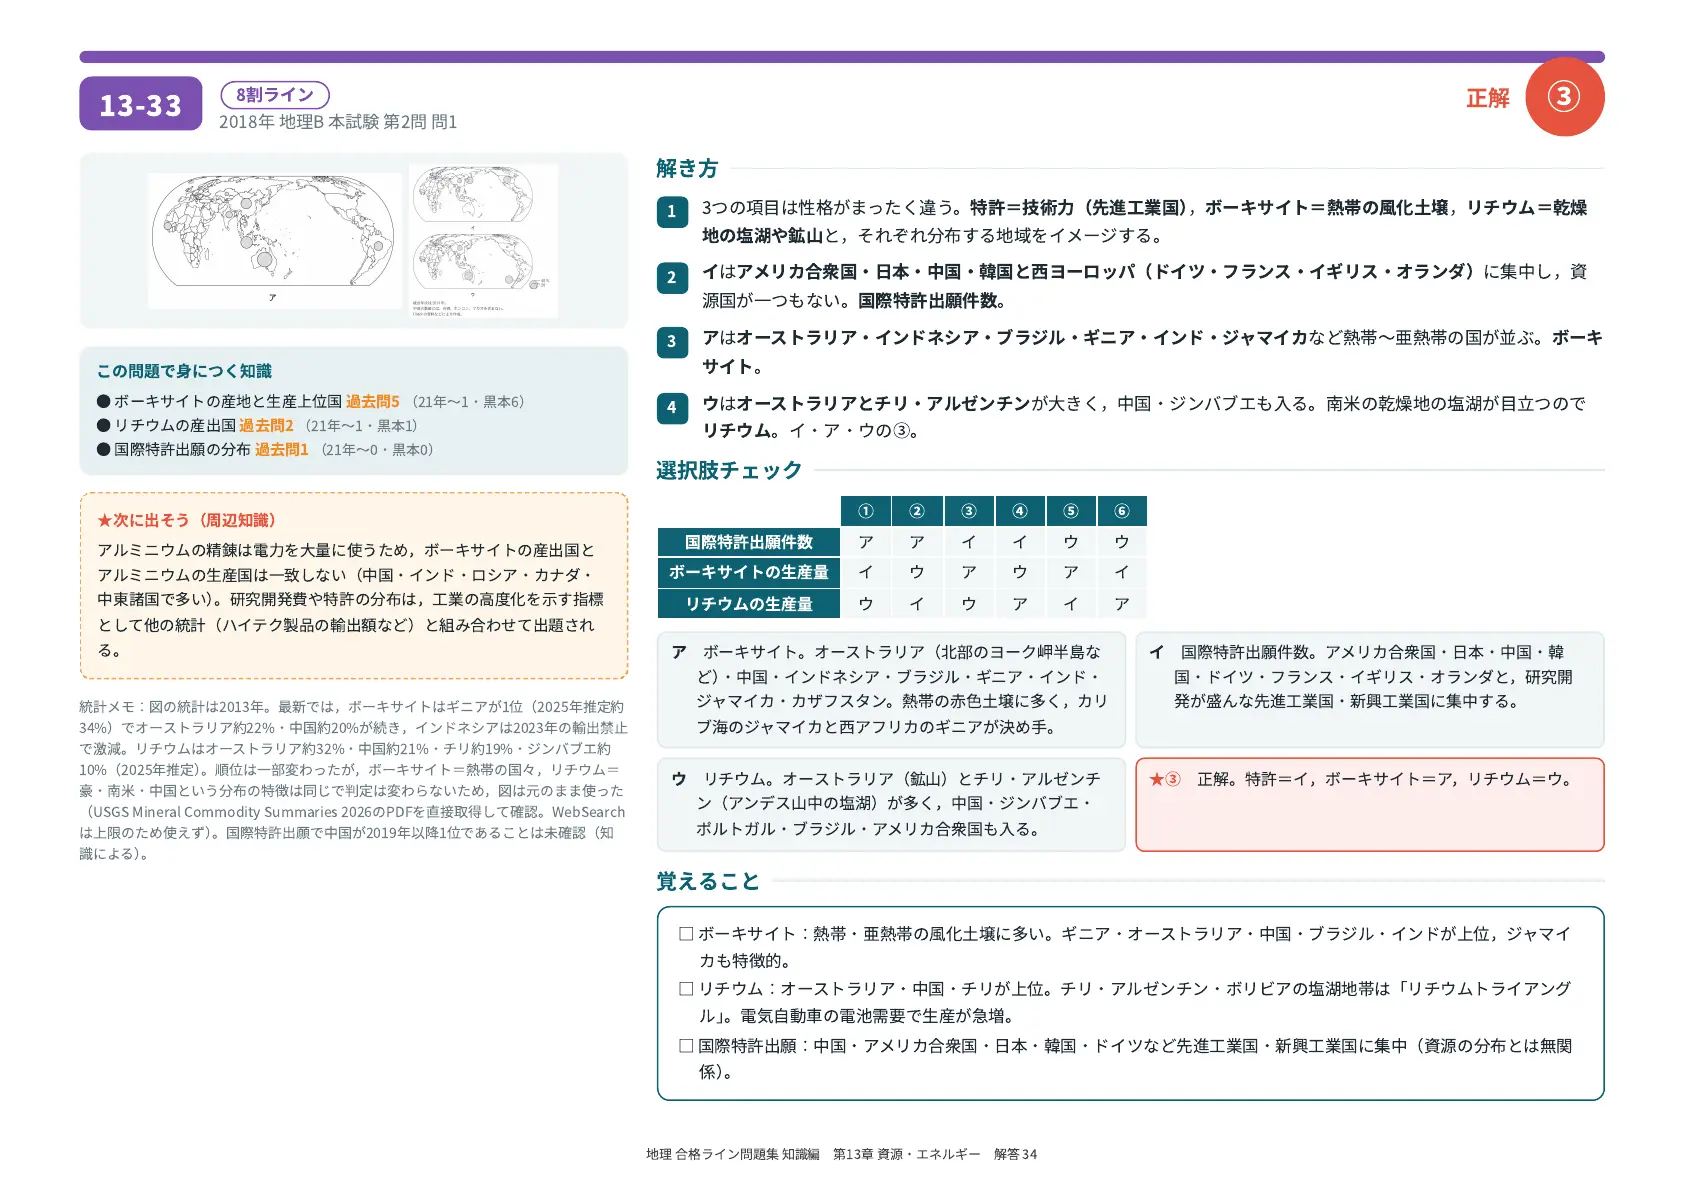 13-33
8割ライン
2018年 地理B 本試験 第2問 問1
正解
③
ア
イ
ウ
この問題で身につく知識
● ボーキサイトの産地と生産上位国 過去問5 （21年～1・黒本6）
● リチウムの産出国 過去問2 （21年～1・黒本1）
● 国際特許出願の分布 過去問1 （21年～0・黒本0）
★次に出そう（周辺知識）
アルミニウムの精錬は電力を大量に使うため，ボーキサイトの産出国と
アルミニウムの生産国は一致しない（中国・インド・ロシア・カナダ・
中東諸国で多い）。研究開発費や特許の分布は，工業の高度化を示す指標
として他の統計（ハイテク製品の輸出額など）と組み合わせて出題され
る。
統計メモ：図の統計は2013年。最新では，ボーキサイトはギニアが1位（2025年推定約
34%）でオーストラリア約22%・中国約20%が続き，インドネシアは2023年の輸出禁止
で激減。リチウムはオーストラリア約32%・中国約21%・チリ約19%・ジンバブエ約
10%（2025年推定）。順位は一部変わったが，ボーキサイト＝熱帯の国々，リチウム＝
豪・南米・中国という分布の特徴は同じで判定は変わらないため，図は元のまま使った
（USGS Mineral Commodity Summaries 2026のPDFを直接取得して確認。WebSearch
は上限のため使えず）。国際特許出願で中国が2019年以降1位であることは未確認（知
識による）。
解き方
1 3つの項目は性格がまったく違う。特許＝技術力（先進工業国），ボーキサイト＝熱帯の風化土壌，リチウム＝乾燥
地の塩湖や鉱山と，それぞれ分布する地域をイメージする。
2 イはアメリカ合衆国・日本・中国・韓国と西ヨーロッパ（ドイツ・フランス・イギリス・オランダ）に集中し，資
源国が一つもない。国際特許出願件数。
3 アはオーストラリア・インドネシア・ブラジル・ギニア・インド・ジャマイカなど熱帯～亜熱帯の国が並ぶ。ボーキ
サイト。
4 ウはオーストラリアとチリ・アルゼンチンが大きく，中国・ジンバブエも入る。南米の乾燥地の塩湖が目立つので
リチウム。イ・ア・ウの③。
選択肢チェック
① ② ③ ④ ⑤ ⑥
国際特許出願件数 ア ア イ イ ウ ウ
ボーキサイトの生産量 イ ウ ア ウ ア イ
リチウムの生産量 ウ イ ウ ア イ ア
ア ボーキサイト。オーストラリア（北部のヨーク岬半島な
ど）・中国・インドネシア・ブラジル・ギニア・インド・
ジャマイカ・カザフスタン。熱帯の赤色土壌に多く，カリ
ブ海のジャマイカと西アフリカのギニアが決め手。
イ 国際特許出願件数。アメリカ合衆国・日本・中国・韓
国・ドイツ・フランス・イギリス・オランダと，研究開
発が盛んな先進工業国・新興工業国に集中する。
ウ リチウム。オーストラリア（鉱山）とチリ・アルゼンチ
ン（アンデス山中の塩湖）が多く，中国・ジンバブエ・
ポルトガル・ブラジル・アメリカ合衆国も入る。
★③ 正解。特許＝イ，ボーキサイト＝ア，リチウム＝ウ。
覚えること
□ ボーキサイト：熱帯・亜熱帯の風化土壌に多い。ギニア・オーストラリア・中国・ブラジル・インドが上位，ジャマイ
カも特徴的。
□ リチウム：オーストラリア・中国・チリが上位。チリ・アルゼンチン・ボリビアの塩湖地帯は「リチウムトライアング
ル」。電気自動車の電池需要で生産が急増。
□ 国際特許出願：中国・アメリカ合衆国・日本・韓国・ドイツなど先進工業国・新興工業国に集中（資源の分布とは無関
係）。
地理 合格ライン問題集 知識編 第13章 資源・エネルギー 解答 34